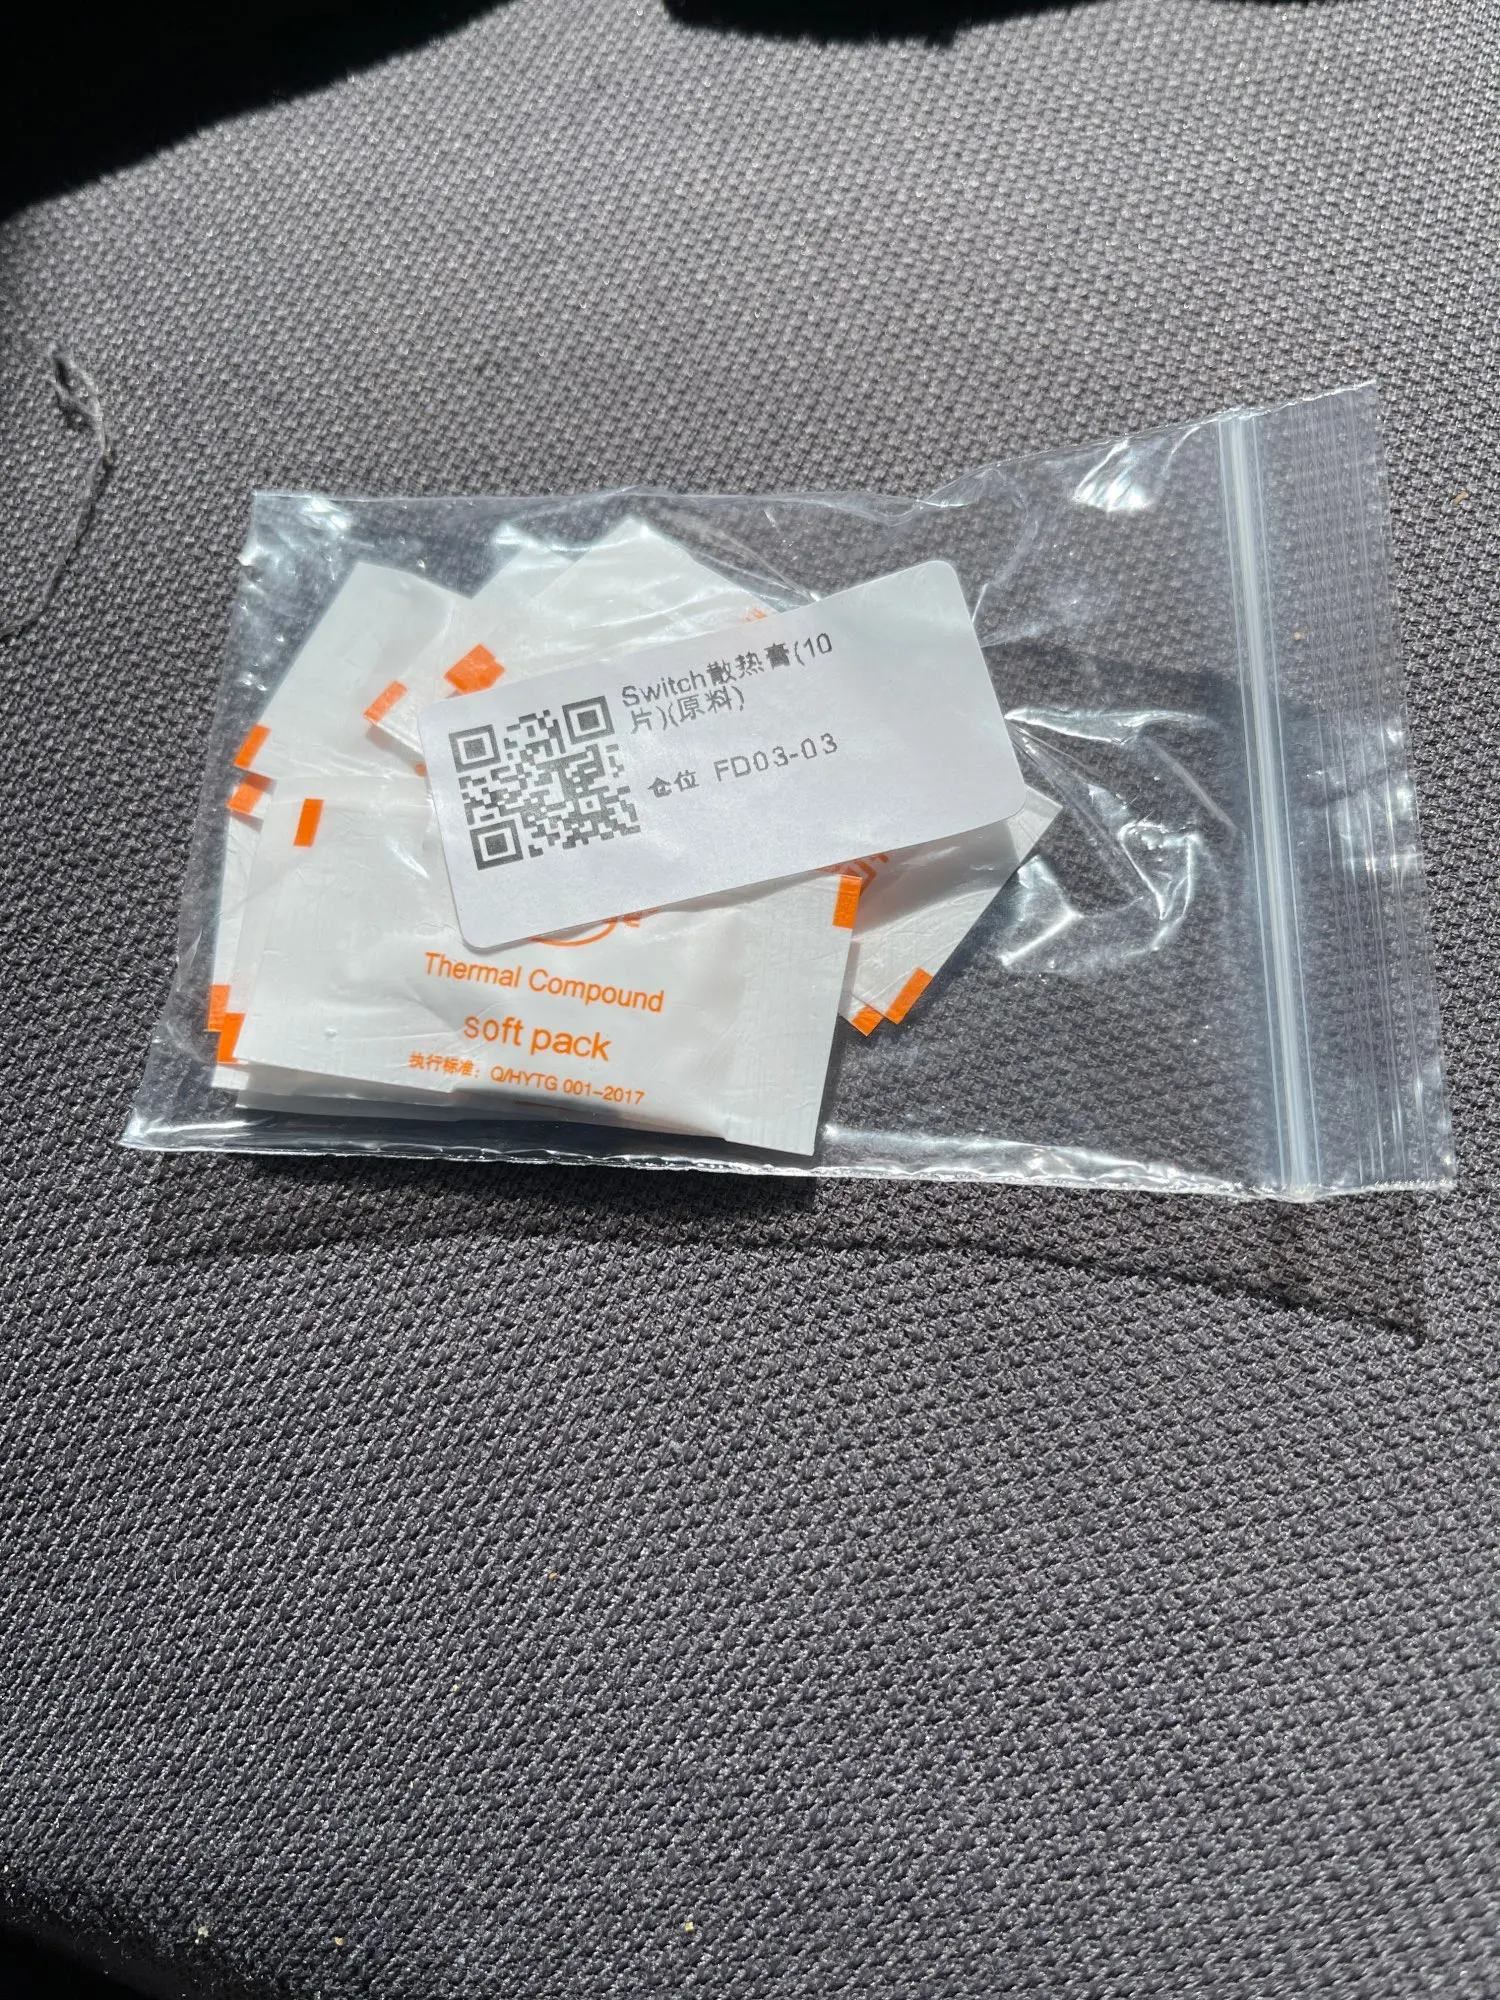 Switch散热膏(10
片)(原料)
仓位 FD03-03
Thermal Compound
soft pack
执行标准：Q/HYTG 001-2017